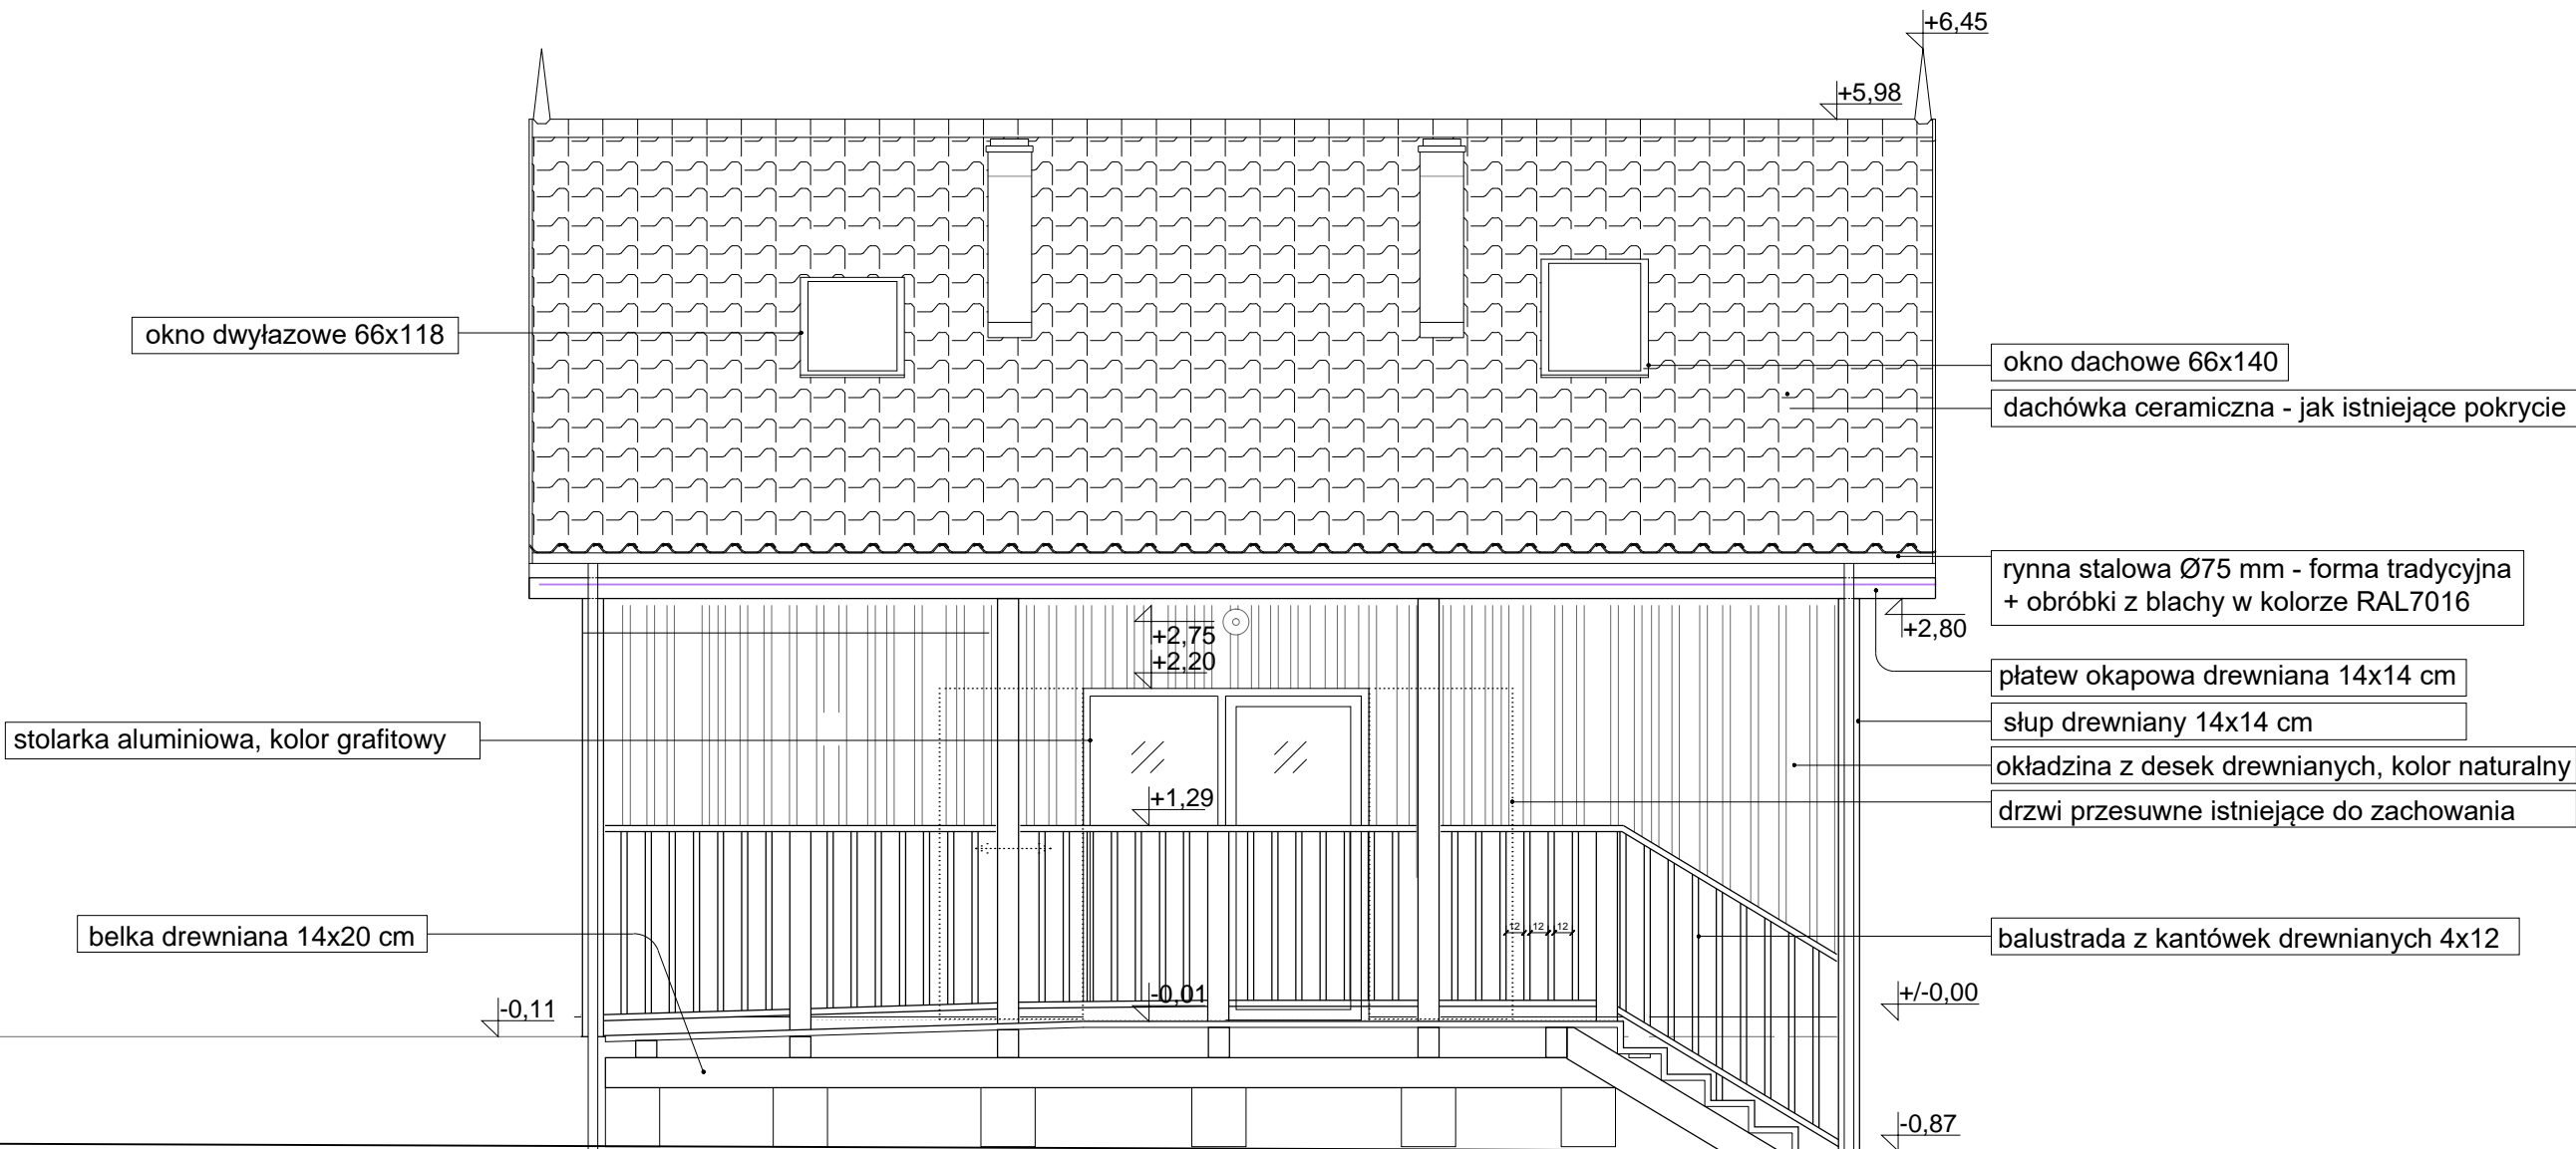 +6,45
+5,98
okno dwyłazowe 66x118
okno dachowe 66x140
dachówka ceramiczna - jak istniejące pokrycie
rynna stalowa Ø75 mm - forma tradycyjna
+ obróbki z blachy w kolorze RAL7016
+2,80
+2,75
+2,20
płatew okapowa drewniana 14x14 cm
słup drewniany 14x14 cm
stolarka aluminiowa, kolor grafitowy
okładzina z desek drewnianych, kolor naturalny
+1,29
drzwi przesuwne istniejące do zachowania
12 12 12
belka drewniana 14x20 cm
balustrada z kantówek drewnianych 4x12
-0,01
+/-0,00
-0,11
-0,87